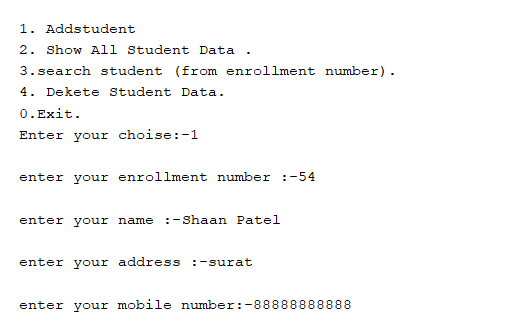 1. Addstudent
2. Show All Student Data .
3.search student (from enrollment number).
4. Dekete Student Data.
0.Exit.
Enter your choise:-1
enter your enrollment number :-54
enter your name :-Shaan Patel
enter your address :-surat
enter your mobile number:-88888888888